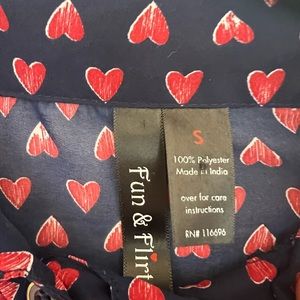 Fun & Flirt
S
100% Polyester
Made in India
over for care
instructions
RN# 116696